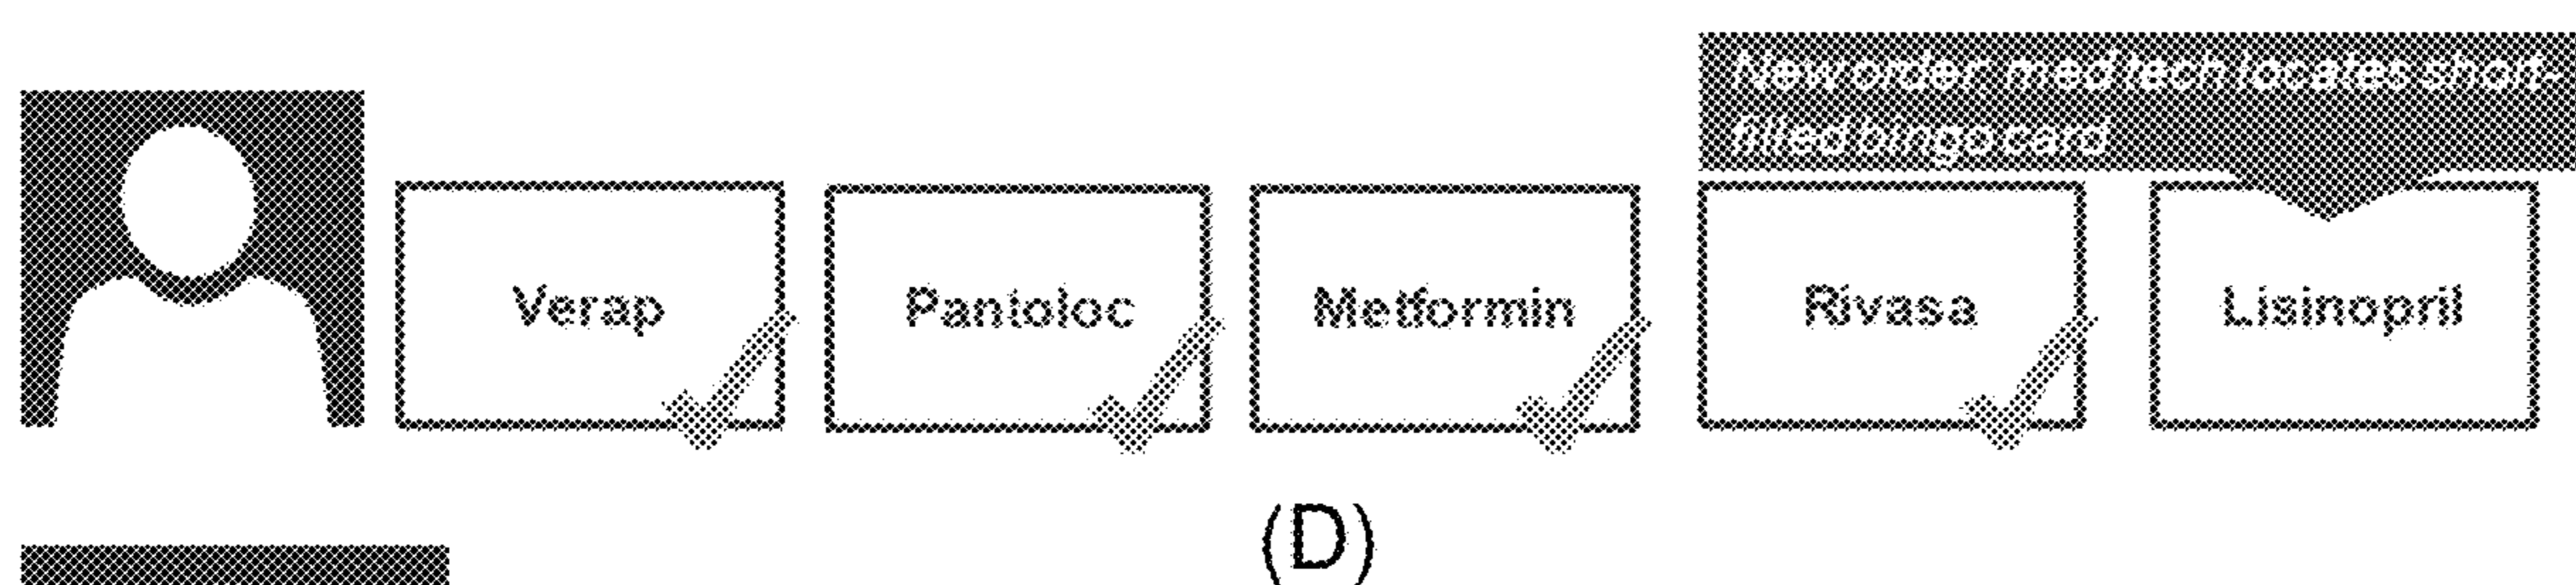 New order: med tech locates short-
filled bingo card
Verap
Pantoloc
Metformin
Rivasa
Lisinopril
(D)